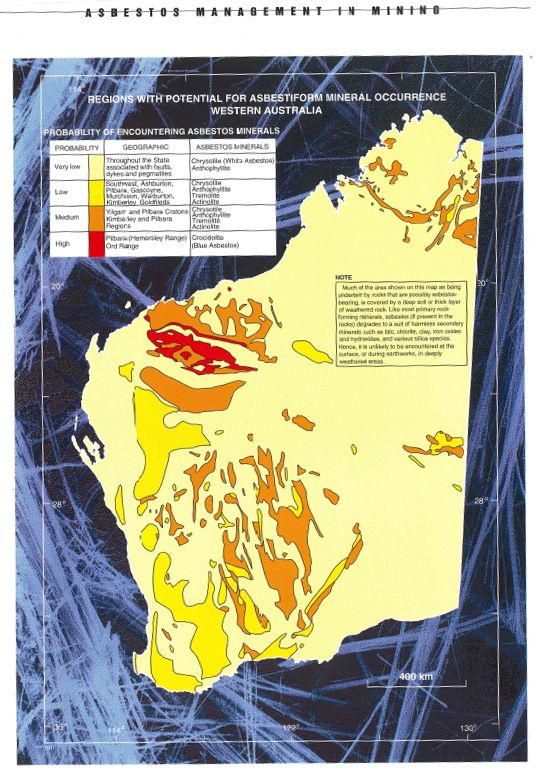 ASBESTOS MANAGEMENT IN MINING
114°
REGIONS WITH POTENTIAL FOR ASBESTIFORM MINERAL OCCURRENCE
WESTERN AUSTRALIA
PROBABILITY OF ENCOUNTERING ASBESTOS MINERALS
PROBABILITY GEOGRAPHIC ASBESTOS MINERALS
Very low
Throughout the State
associated with faults,
dykes and pegmatites
Chrysotile (White Asbestos)
Anthophyllite
Low
Southwest, Ashburton,
Pilbara, Gascoyne,
Murchison, Warburton,
Kimberley, Goldfields
Chrysotile
Anthophyllite
Tremolite
Actinolite
Medium
Yilgarn and Pilbara Cratons
Kimberley and Pilbara
Regions
Chrysotile
Anthophyllite
Tremolite
Actinolite
High
Pilbara (Hamersley Range)
Ord Range
Crocidolite
(Blue Asbestos)
NOTE
Much of the area shown on this map as being
underlain by rocks that are possibly asbestos-
bearing, is covered by a deep soil or thick layer
of weathered rock. Like most primary rock-
forming minerals, asbestos (if present in the
rocks) degrades to a suit of harmless secondary
minerals such as talc, chlorite, clay, iron oxides
and hydroxides, and various silica species.
Hence, it is unlikely to be encountered at the
surface, or during earthworks, in deeply
weathered areas.
20°
20°
28°
28°
400 km
36°
114°
129°
130°